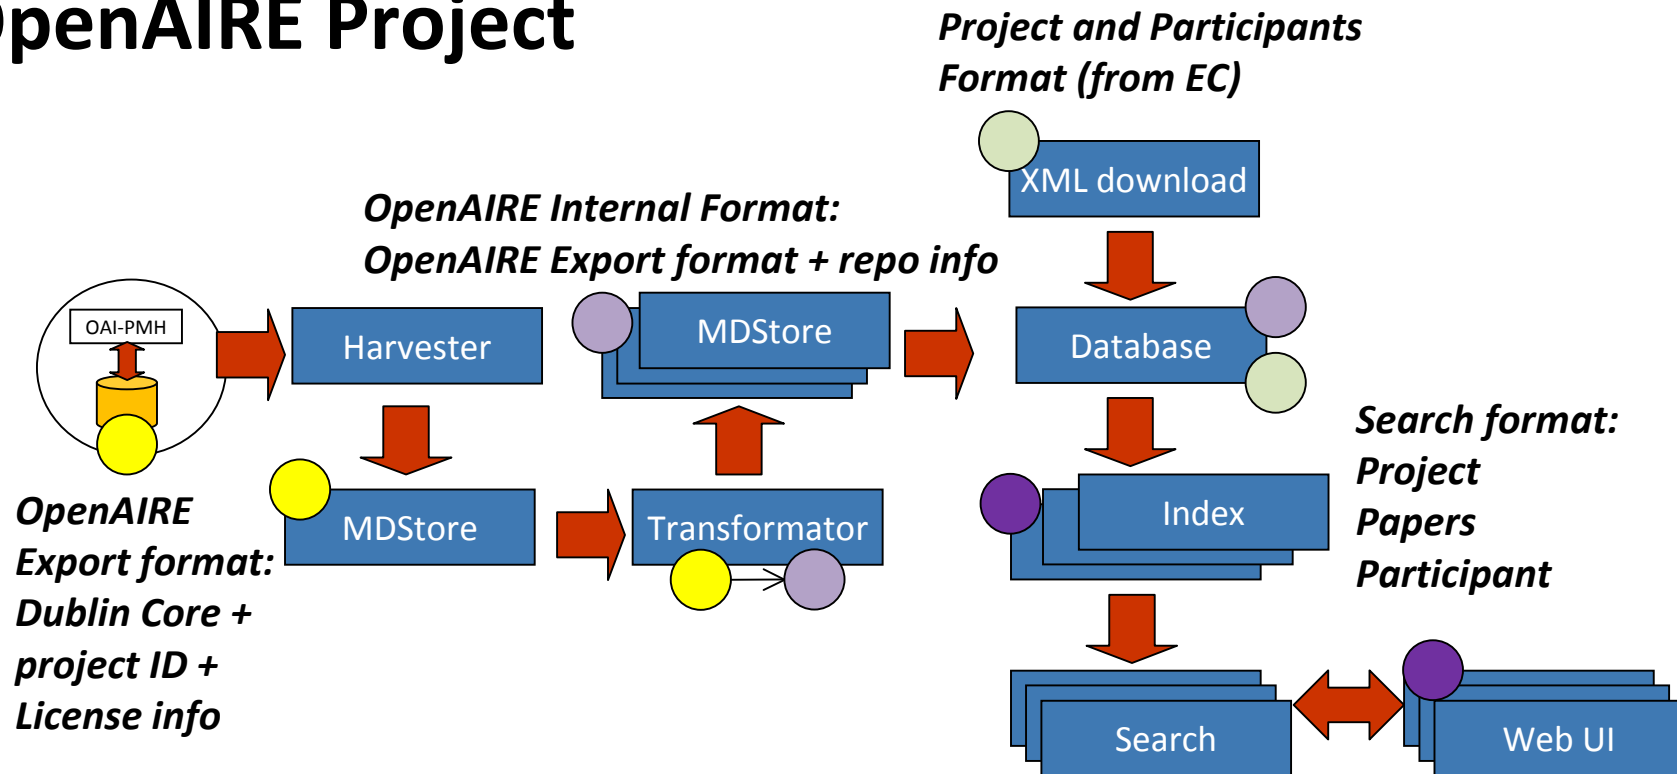 OpenAIRE Project
Project and Participants
Format (from EC)
XML download
OpenAIRE Internal Format:
OpenAIRE Export format + repo info
OAI-PMH
Harvester
MDStore
Database
Search format:
Project
Papers
Participant
OpenAIRE
Export format:
Dublin Core +
project ID +
License info
MDStore
Transformator
Index
Search
Web UI